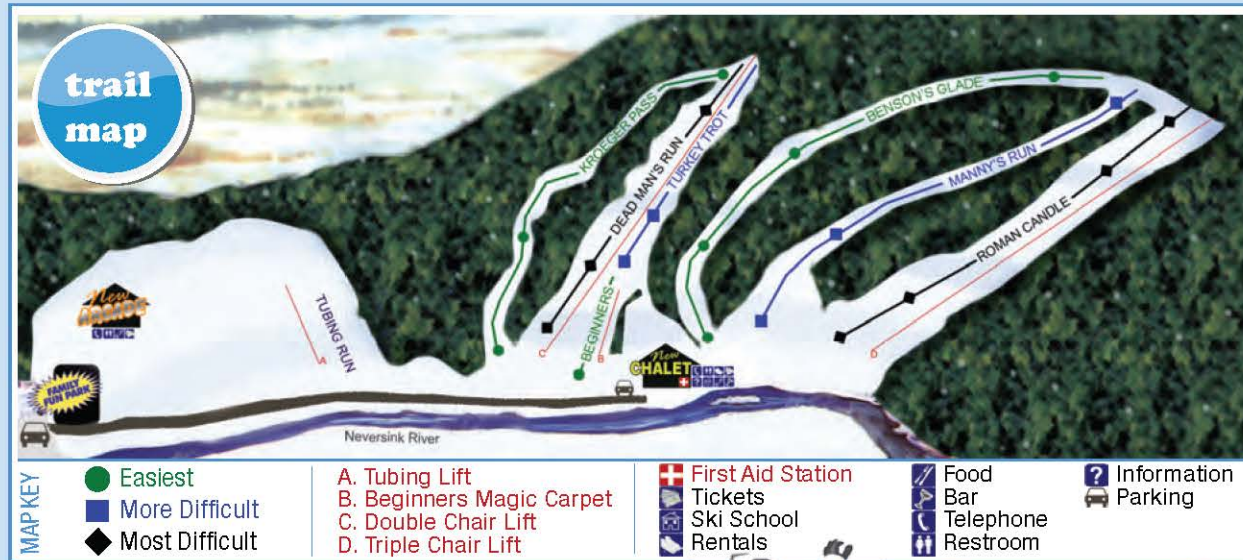 trail
map
KROEGER PASS
DEAD MAN'S RUN
TURKEY TROT
BENSON'S GLADE
MANNY'S RUN
ROMAN CANDLE
New
ARCADE
TUBING RUN
A
C
BEGINNERS
B
New
CHALET
D
FAMILY
FUN PARK
Neversink River
MAP KEY
Easiest
More Difficult
Most Difficult
A. Tubing Lift
B. Beginners Magic Carpet
C. Double Chair Lift
D. Triple Chair Lift
First Aid Station
Tickets
Ski School
Rentals
Food
Bar
Telephone
Restroom
? Information
Parking